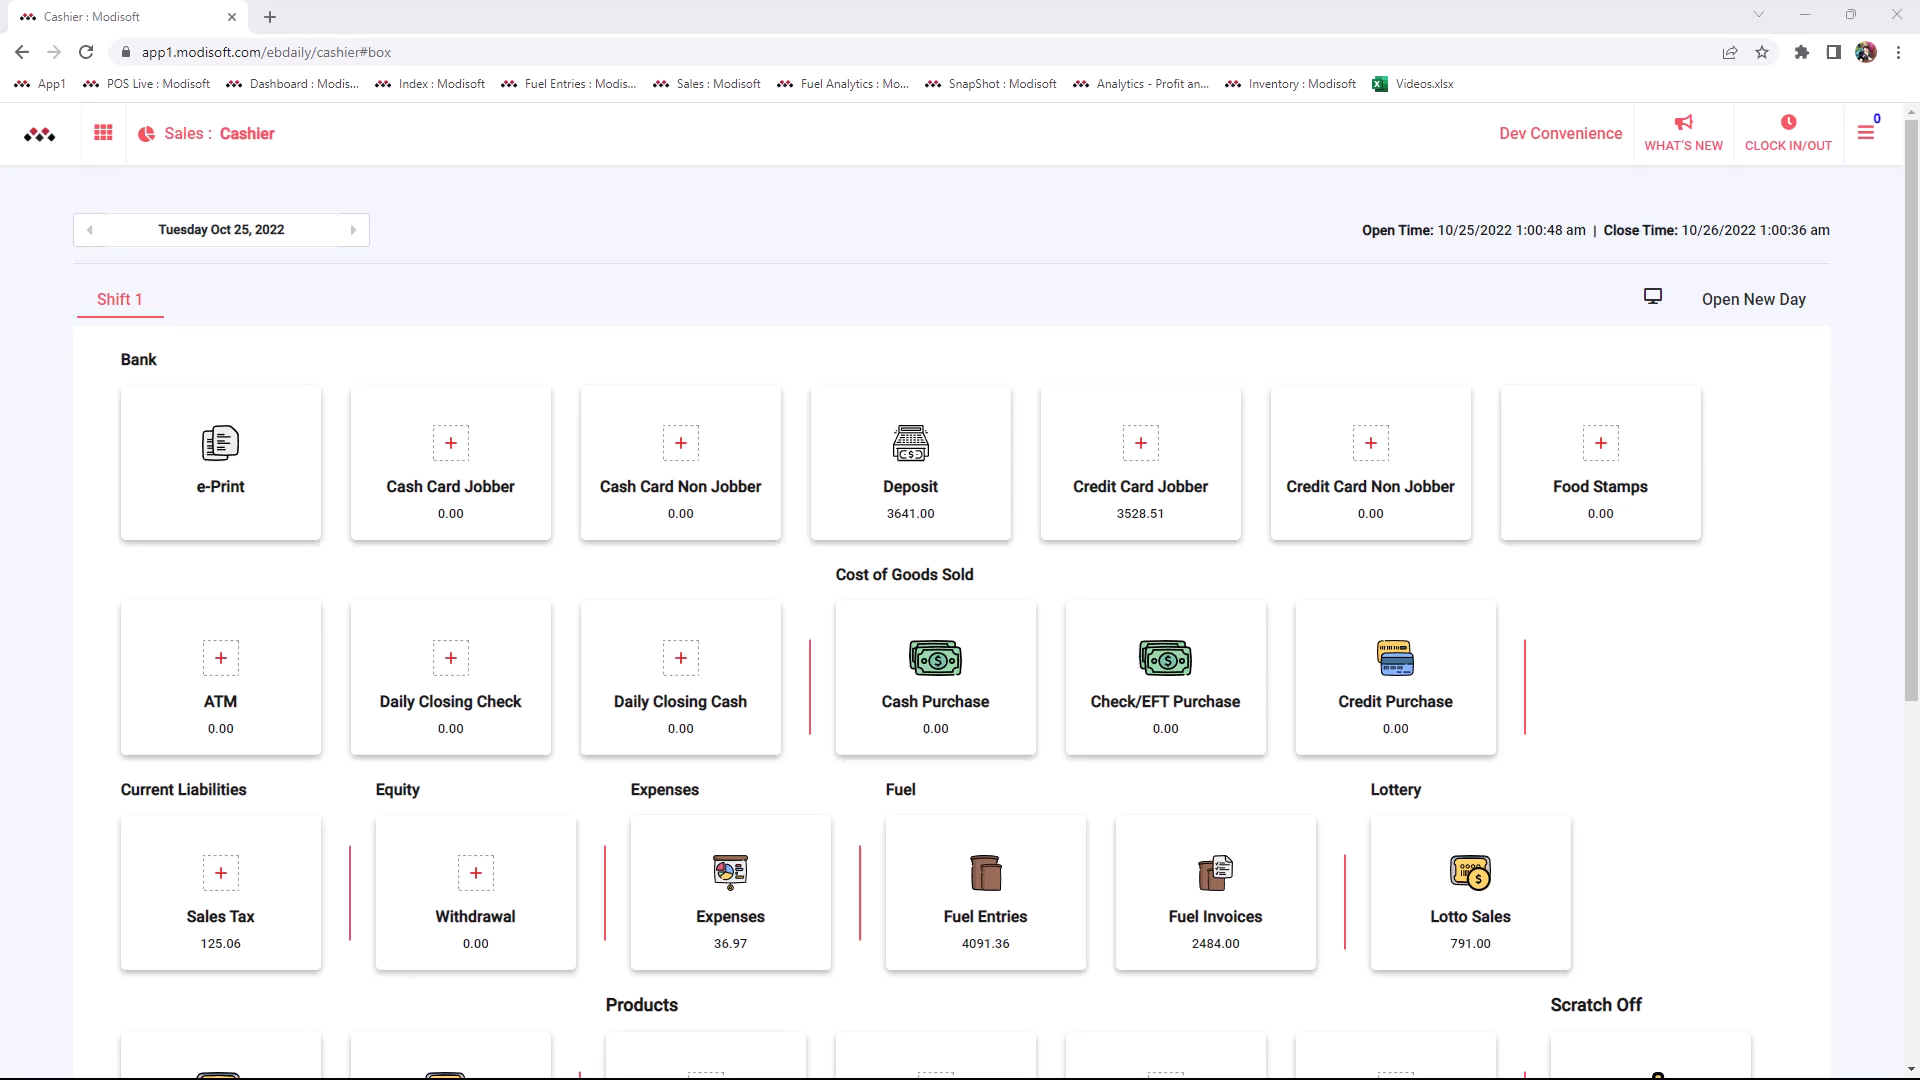 Cashier : Modisoft
app1.modisoft.com/ebdaily/cashier#box
App1 POS Live : Modisoft Dashboard : Modis... Index : Modisoft Fuel Entries : Modis... Sales : Modisoft Fuel Analytics : Mo... SnapShot : Modisoft Analytics - Profit an... Inventory : Modisoft Videos.xlsx
Sales : Cashier
Dev Convenience
WHAT'S NEW
CLOCK IN/OUT
0
Tuesday Oct 25, 2022
Open Time: 10/25/2022 1:00:48 am | Close Time: 10/26/2022 1:00:36 am
Shift 1
Open New Day
Bank
e-Print Cash Card Jobber Cash Card Non Jobber Deposit Credit Card Jobber Credit Card Non Jobber Food Stamps
0.00 0.00 3641.00 3528.51 0.00 0.00
Cost of Goods Sold
ATM Daily Closing Check Daily Closing Cash Cash Purchase Check/EFT Purchase Credit Purchase
0.00 0.00 0.00 0.00 0.00 0.00
Current Liabilities Equity Expenses Fuel Lottery
Sales Tax Withdrawal Expenses Fuel Entries Fuel Invoices Lotto Sales
125.06 0.00 36.97 4091.36 2484.00 791.00
Products Scratch Off